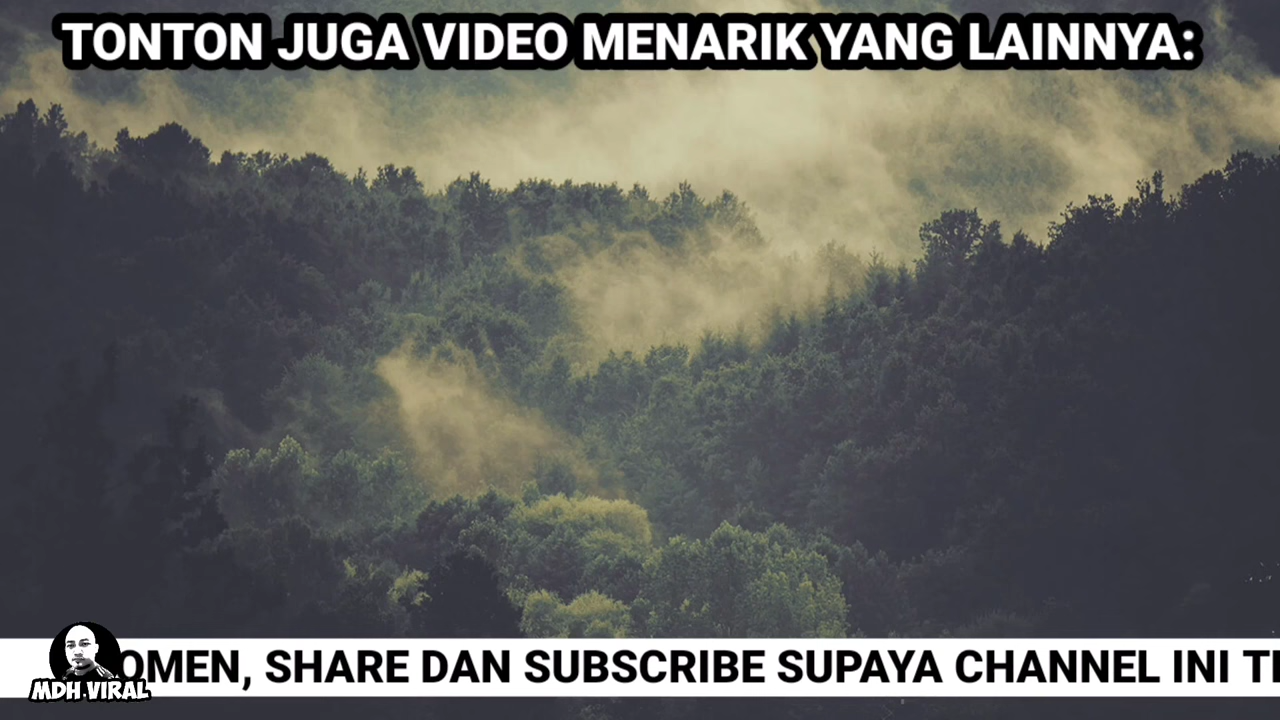 TONTON JUGA VIDEO MENARIK YANG LAINNYA:
OMEN, SHARE DAN SUBSCRIBE SUPAYA CHANNEL INI
MDH VIRAL